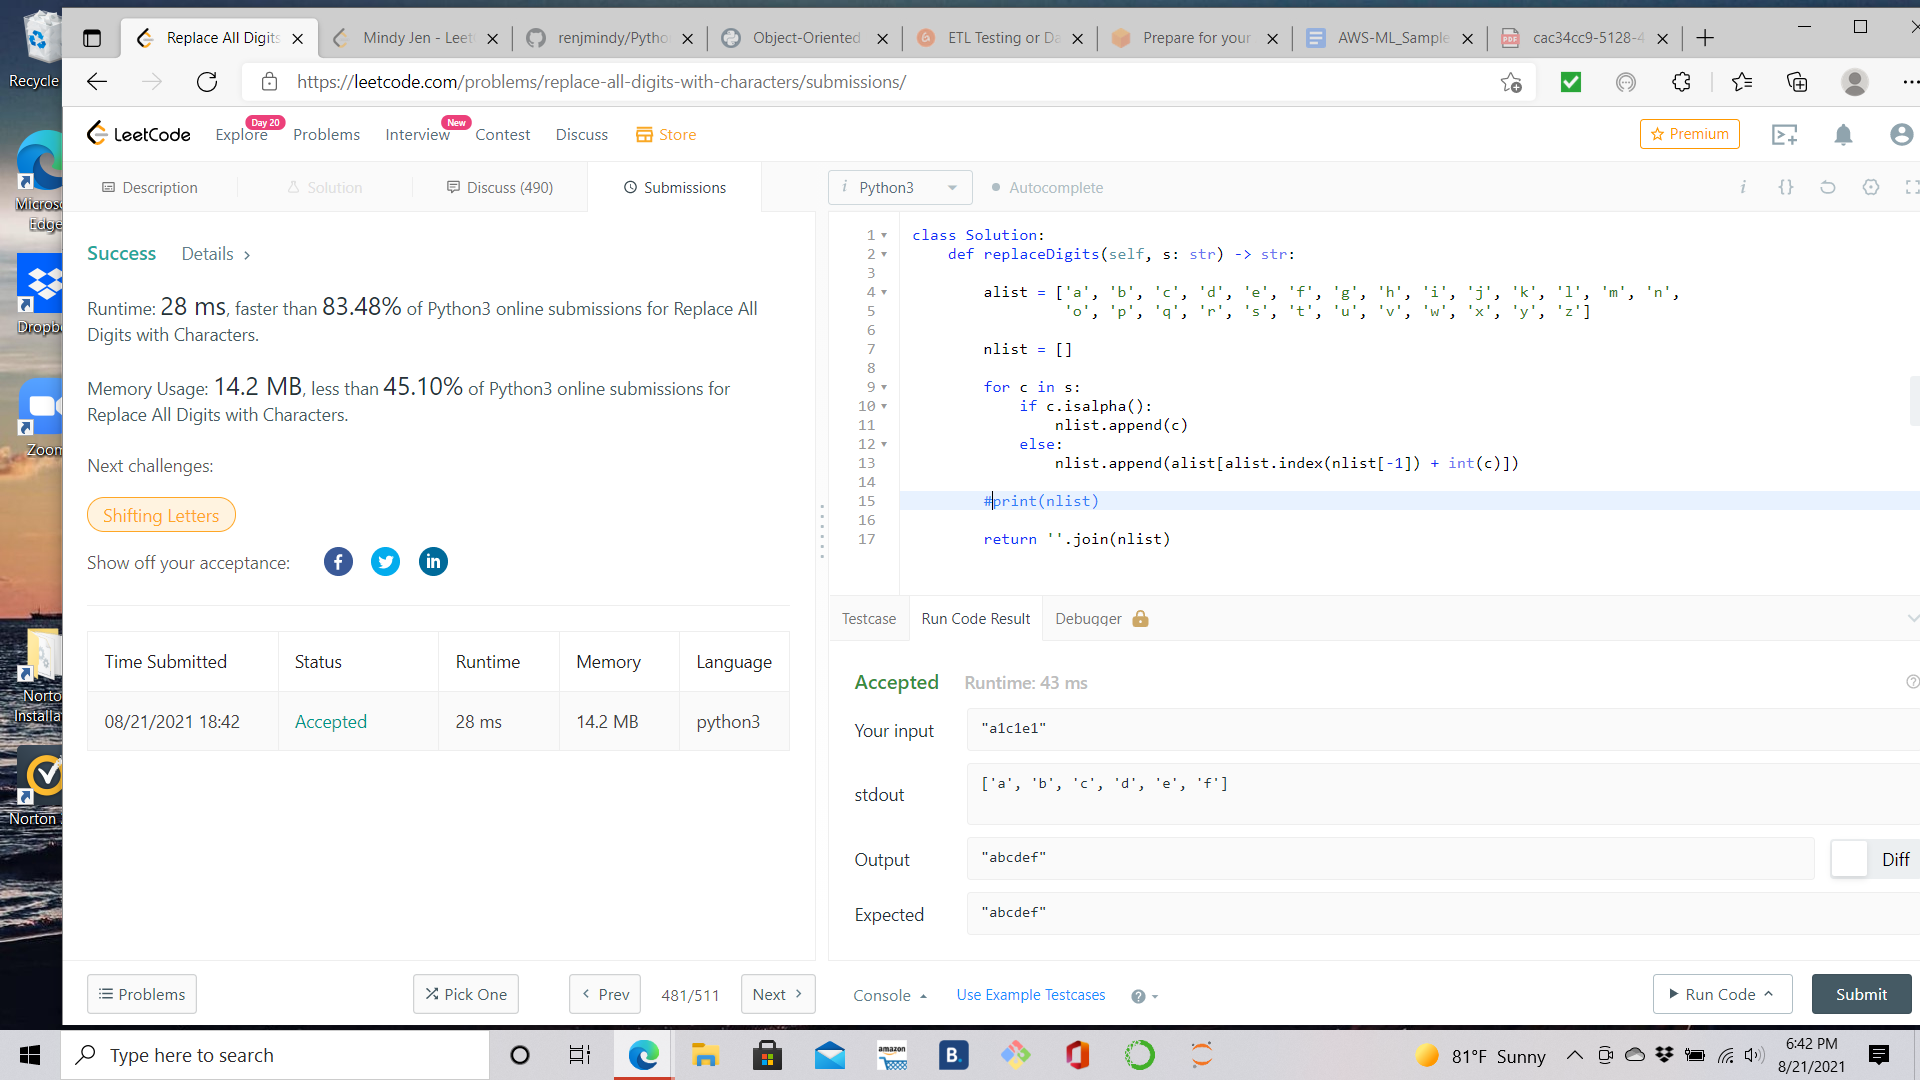 Recycle
Microso
Edge
Dropb
Zoom
Norto
Installa
Norton
Replace All Digits
Mindy Jen - Leet
renjmindy/Pytho
Object-Oriented
ETL Testing or Da
Prepare for your
AWS-ML_Sample
cac34cc9-5128-4
https://leetcode.com/problems/replace-all-digits-with-characters/submissions/
LeetCode
Explore
Day 20
Problems
Interview
New
Contest
Discuss
Store
Premium
Description
Solution
Discuss (490)
Submissions
i Python3
Autocomplete
i {}
Success Details >
Runtime: 28 ms, faster than 83.48% of Python3 online submissions for Replace All
Digits with Characters.
Memory Usage: 14.2 MB, less than 45.10% of Python3 online submissions for
Replace All Digits with Characters.
Next challenges:
Shifting Letters
Show off your acceptance:
Time Submitted Status Runtime Memory Language
08/21/2021 18:42 Accepted 28 ms 14.2 MB python3
1 class Solution:
2     def replaceDigits(self, s: str) -> str:
3
4         alist = ['a', 'b', 'c', 'd', 'e', 'f', 'g', 'h', 'i', 'j', 'k', 'l', 'm', 'n',
5                  'o', 'p', 'q', 'r', 's', 't', 'u', 'v', 'w', 'x', 'y', 'z']
6
7         nlist = []
8
9         for c in s:
10             if c.isalpha():
11                 nlist.append(c)
12             else:
13                 nlist.append(alist[alist.index(nlist[-1]) + int(c)])
14
15         #print(nlist)
16
17         return ''.join(nlist)
Testcase
Run Code Result
Debugger
Accepted Runtime: 43 ms
Your input "a1c1e1"
stdout ['a', 'b', 'c', 'd', 'e', 'f']
Output "abcdef"
Diff
Expected "abcdef"
Problems
Pick One
< Prev
481/511
Next >
Console
Use Example Testcases
Run Code
Submit
Type here to search
amazon
B.
81°F Sunny
6:42 PM
8/21/2021